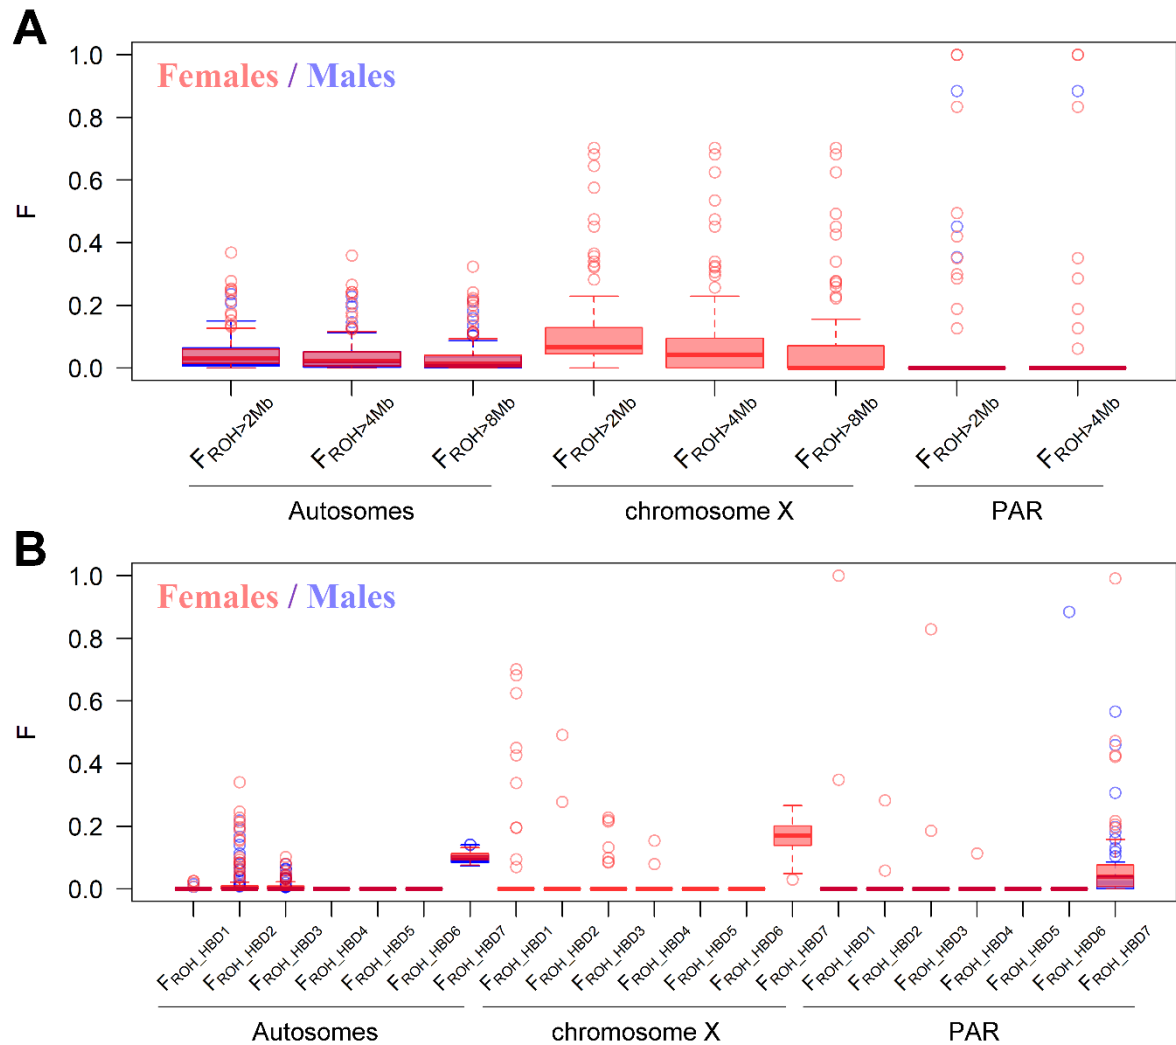 A
Females / Males
F
1.0
0.8
0.6
0.4
0.2
0.0
FROH>2Mb
FROH>4Mb
FROH>8Mb
FROH>2Mb
FROH>4Mb
FROH>8Mb
FROH>2Mb
FROH>4Mb
Autosomes
chromosome X
PAR
B
Females / Males
F
1.0
0.8
0.6
0.4
0.2
0.0
FROH_HBD1
FROH_HBD2
FROH_HBD3
FROH_HBD4
FROH_HBD5
FROH_HBD6
FROH_HBD7
FROH_HBD1
FROH_HBD2
FROH_HBD3
FROH_HBD4
FROH_HBD5
FROH_HBD6
FROH_HBD7
FROH_HBD1
FROH_HBD2
FROH_HBD3
FROH_HBD4
FROH_HBD5
FROH_HBD6
FROH_HBD7
Autosomes
chromosome X
PAR